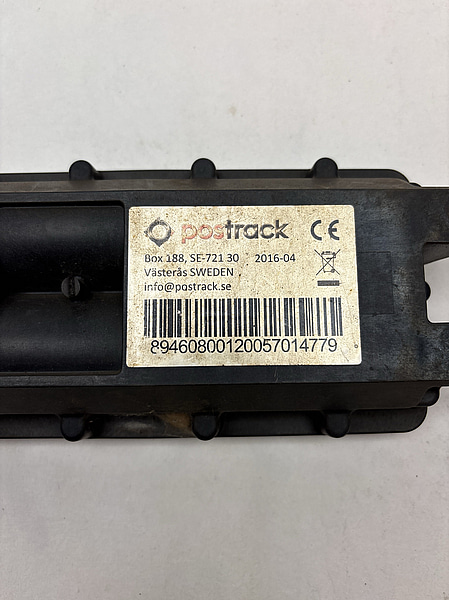 postrack CE
Box 188, SE-721 30 2016-04
Västerås SWEDEN
info@postrack.se
89460800120057014779